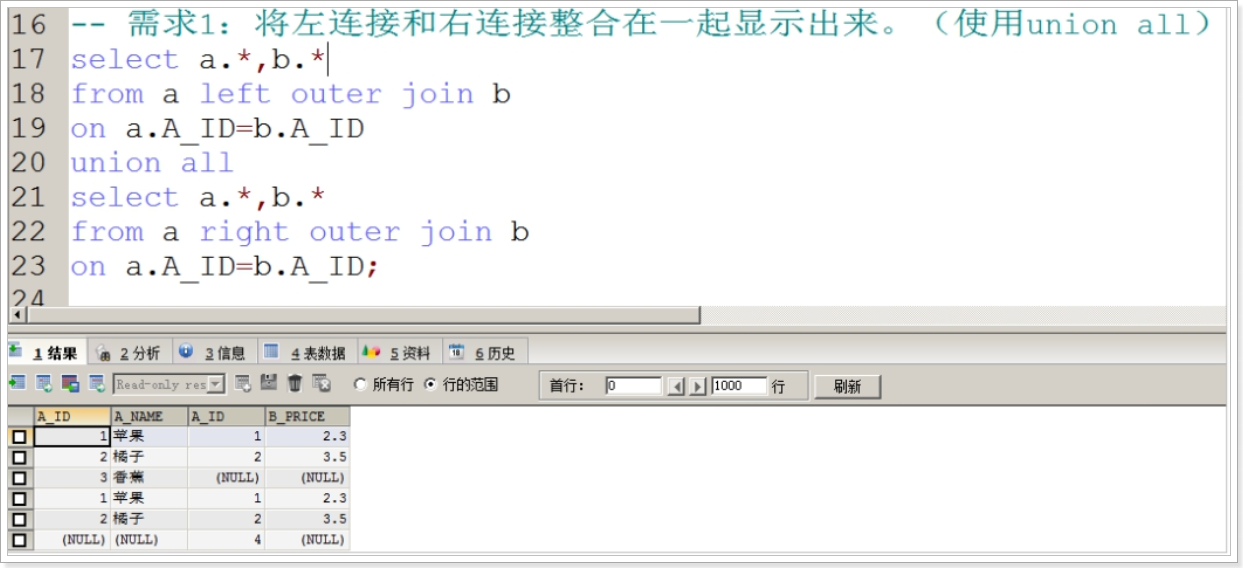 16 -- 需求1：将左连接和右连接整合在一起显示出来。（使用union all）
17 select a.*,b.*
18 from a left outer join b
19 on a.A_ID=b.A_ID
20 union all
21 select a.*,b.*
22 from a right outer join b
23 on a.A_ID=b.A_ID;
24
1 结果 2 分析 3 信息 4 表数据 5 资料 6 历史
Read-only res 所有行 行的范围 首行： 0 1000 行 刷新
A_ID A_NAME A_ID B_PRICE
1 苹果 1 2.3
2 橘子 2 3.5
3 香蕉 (NULL) (NULL)
1 苹果 1 2.3
2 橘子 2 3.5
(NULL) (NULL) 4 (NULL)